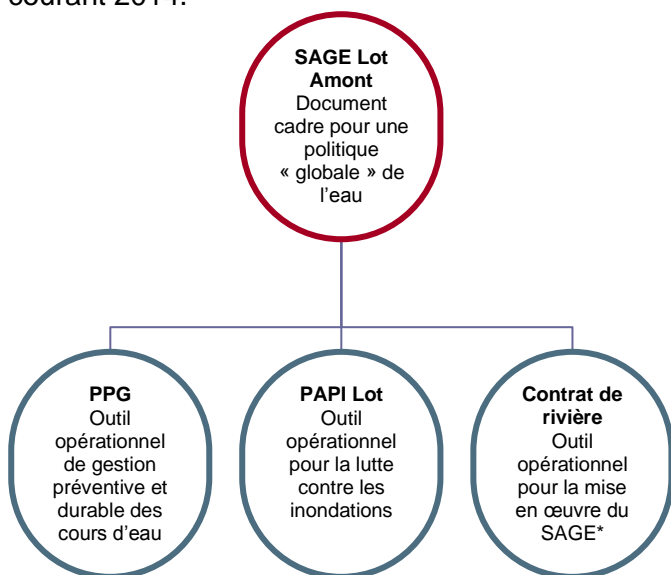 courant 2014.
SAGE Lot
Amont
Document
cadre pour une
politique
« globale » de
l'eau
PPG
Outil
opérationnel
de gestion
préventive et
durable des
cours d'eau
PAPI Lot
Outil
opérationnel
pour la lutte
contre les
inondations
Contrat de
rivière
Outil
opérationnel
pour la mise
en œuvre du
SAGE*